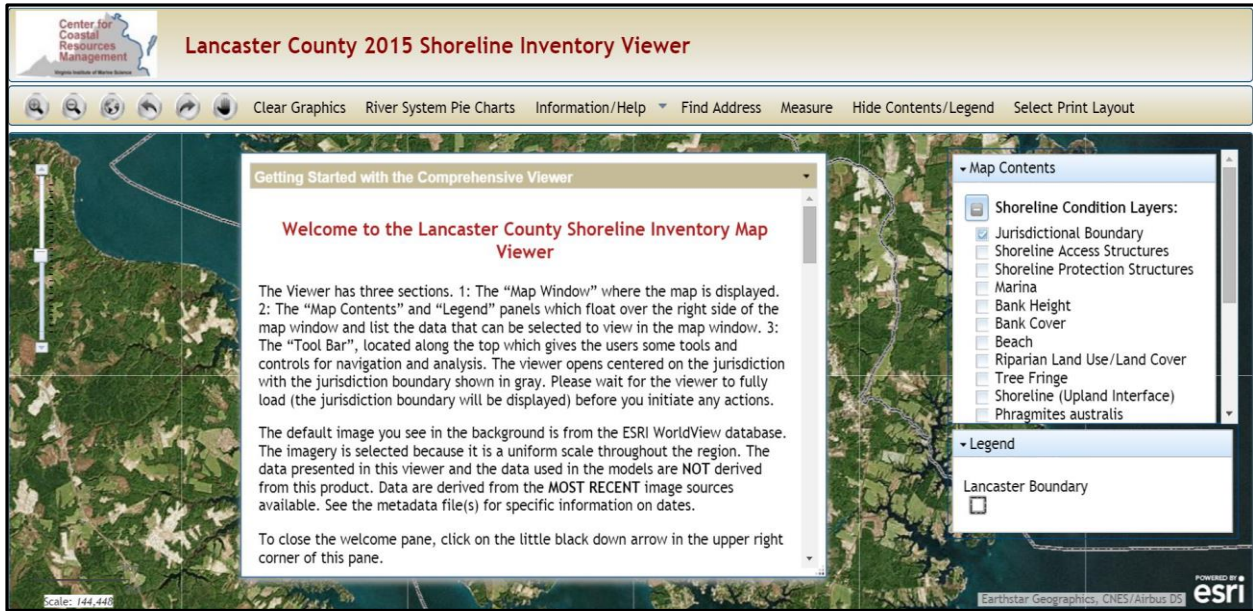 Center for
Coastal
Resources
Management
Virginia Institute of Marine Science
Lancaster County 2015 Shoreline Inventory Viewer
Clear Graphics River System Pie Charts Information/Help Find Address Measure Hide Contents/Legend Select Print Layout
Getting Started with the Comprehensive Viewer
Welcome to the Lancaster County Shoreline Inventory Map
Viewer
The Viewer has three sections. 1: The “Map Window” where the map is displayed.
2: The “Map Contents” and “Legend” panels which float over the right side of the
map window and list the data that can be selected to view in the map window. 3:
The “Tool Bar”, located along the top which gives the users some tools and
controls for navigation and analysis. The viewer opens centered on the jurisdiction
with the jurisdiction boundary shown in gray. Please wait for the viewer to fully
load (the jurisdiction boundary will be displayed) before you initiate any actions.
The default image you see in the background is from the ESRI WorldView database.
The imagery is selected because it is a uniform scale throughout the region. The
data presented in this viewer and the data used in the models are NOT derived
from this product. Data are derived from the MOST RECENT image sources
available. See the metadata file(s) for specific information on dates.
To close the welcome pane, click on the little black down arrow in the upper right
corner of this pane.
Map Contents
Shoreline Condition Layers:
Jurisdictional Boundary
Shoreline Access Structures
Shoreline Protection Structures
Marina
Bank Height
Bank Cover
Beach
Riparian Land Use/Land Cover
Tree Fringe
Shoreline (Upland Interface)
Phragmites australis
Legend
Lancaster Boundary
Scale: 144,448
Earthstar Geographics, CNES/Airbus DS
POWERED BY
esri